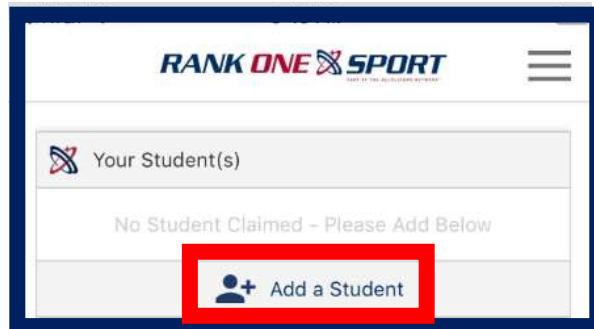 RANK ONE SPORT
Your Student(s)
No Student Claimed - Please Add Below
Add a Student